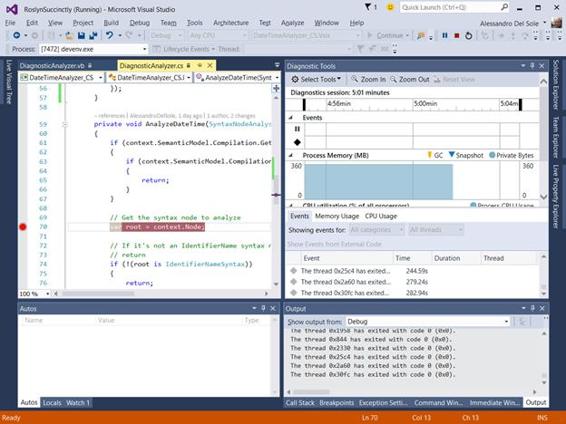 RoslynSuccinctly (Running) - Microsoft Visual Studio
1
Quick Launch (Ctrl+Q)
File Edit View Project Build Debug Team Tools Architecture Test Analyze Window Help
Alessandro Del Sole
Continue
Process: [7472] devenv.exe
Lifecycle Events
Thread:
Live Visual Tree
DiagnosticAnalyzer.vb
DiagnosticAnalyzer.cs
DateTimeAnalyzer_CS
DateTimeAnalyzer_CS.I
AnalyzeDateTime(Synt
56 });
57 }
58
- references | AlessandroDelSole, 1 day ago | 1 author, 2 changes
59 private void AnalyzeDateTime(SyntaxNodeAnalys
60 {
61 if (context.SemanticModel.Compilation.Get
62 {
63 if (context.SemanticModel.Compilation
64 {
65 return;
66 }
67 }
68
69 // Get the syntax node to analyze
70 var root = context.Node;
71
72 // If it's not an IdentifierName syntax n
73 // return
74 if (!(root is IdentifierNameSyntax))
75 {
76 return;
100 %
Diagnostic Tools
Select Tools Zoom In Zoom Out Reset View
Diagnostics session: 5:01 minutes
4:56min 5:00min 5:04m
Events
Process Memory (MB) GC Snapshot Private Bytes
CPU utilization (% of all processors) Process CPU utilization
Events Memory Usage CPU Usage
Showing events for: All categories All threads
Show Events from External Code
Event Time Duration Thread
The thread 0x25c4 has exited... 244.59s
The thread 0x2a60 has exited... 279.24s
The thread 0x30fc has exited... 282.94s
Solution Explorer
Team Explorer
Live Property Explorer
Autos
Name Value Type
Autos Locals Watch 1
Output
Show output from: Debug
The thread 0x1958 has exited with code 0 (0x0).
The thread 0x844 has exited with code 0 (0x0).
The thread 0x2330 has exited with code 0 (0x0).
The thread 0x25c4 has exited with code 0 (0x0).
The thread 0x2a60 has exited with code 0 (0x0).
The thread 0x30fc has exited with code 0 (0x0).
Call Stack Breakpoints Exception Setti... Command Win... Immediate Win... Output
Ready
Ln 70 Col 13 Ch 13 INS